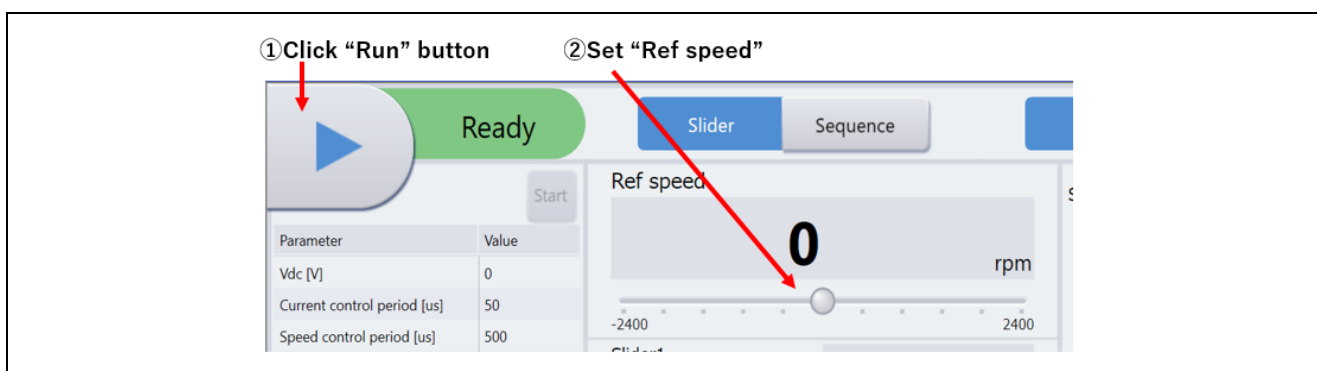 ①Click “Run” button
②Set “Ref speed”
Ready
Slider
Sequence
Start
Ref speed
0
rpm
-2400
2400
Parameter Value
Vdc [V] 0
Current control period [us] 50
Speed control period [us] 500